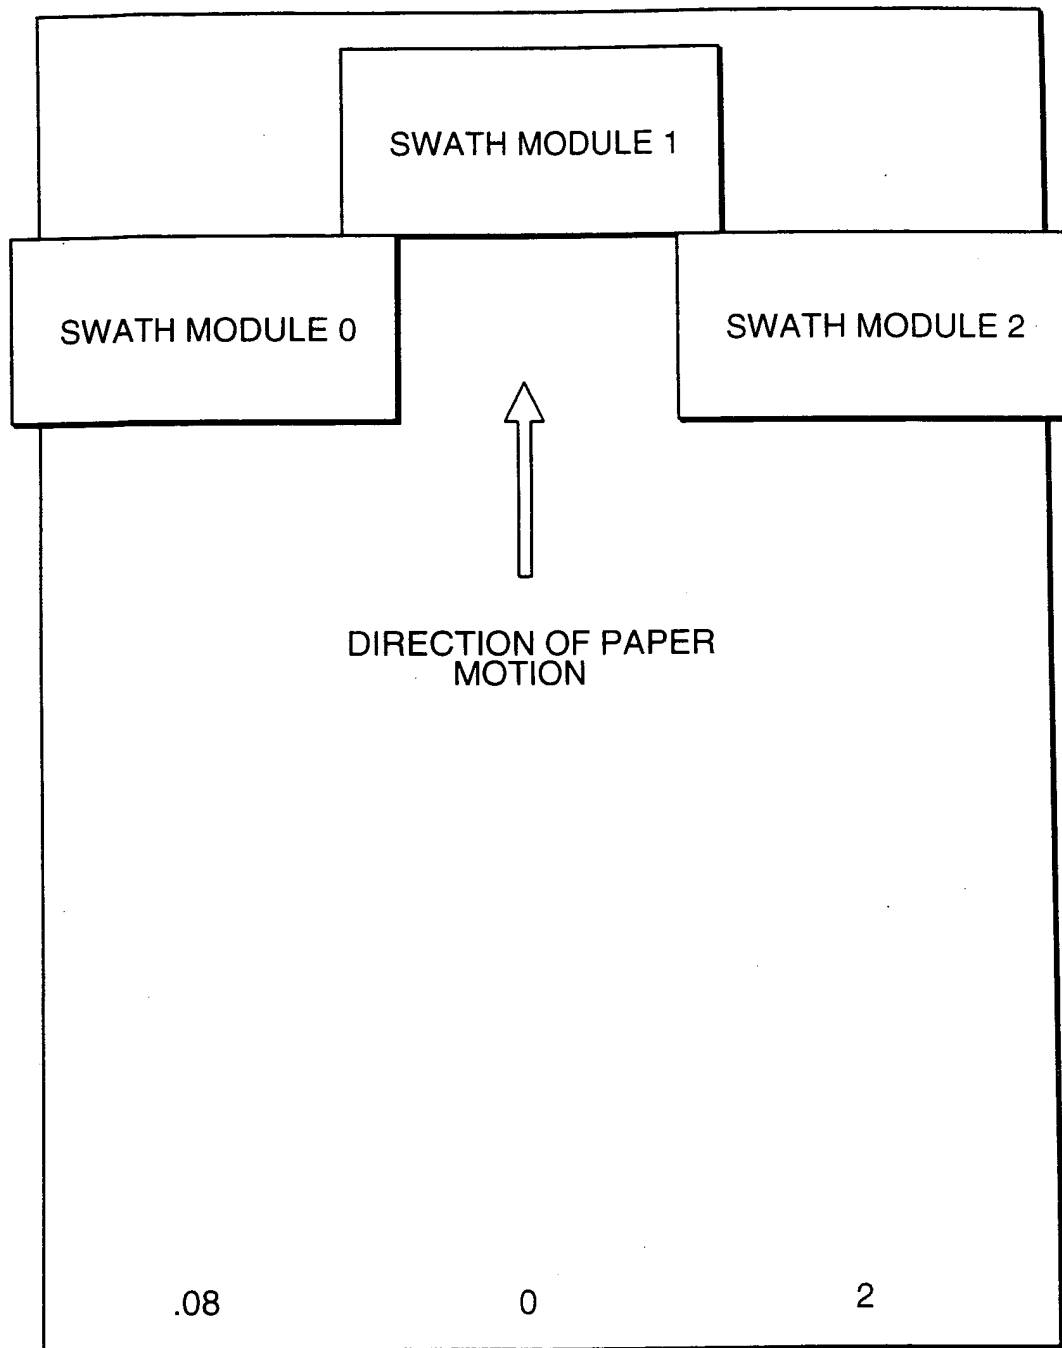 SWATH MODULE 1
SWATH MODULE 0
SWATH MODULE 2
DIRECTION OF PAPER
MOTION
.08
0
2